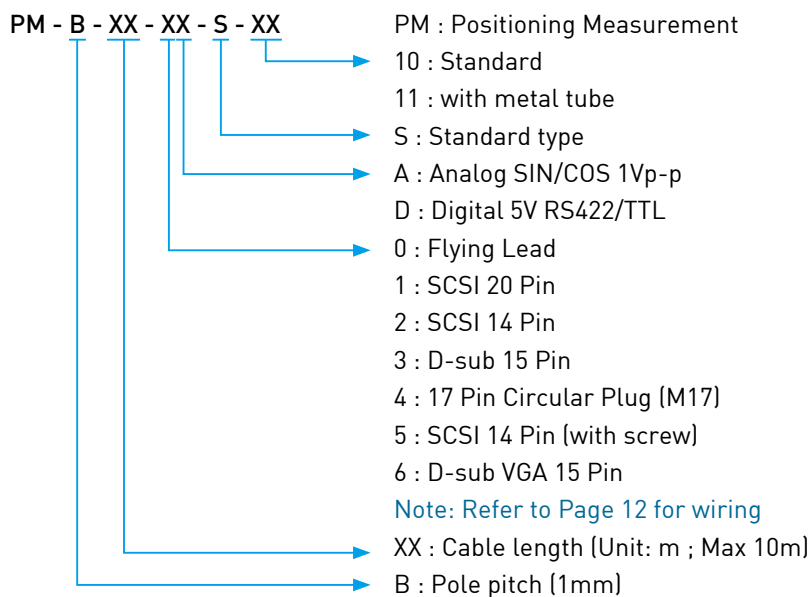 PM - B - XX - XX - S - XX
PM : Positioning Measurement
10 : Standard
11 : with metal tube
S : Standard type
A : Analog SIN/COS 1Vp-p
D : Digital 5V RS422/TTL
0 : Flying Lead
1 : SCSI 20 Pin
2 : SCSI 14 Pin
3 : D-sub 15 Pin
4 : 17 Pin Circular Plug (M17)
5 : SCSI 14 Pin (with screw)
6 : D-sub VGA 15 Pin
Note: Refer to Page 12 for wiring
XX : Cable length (Unit: m ; Max 10m)
B : Pole pitch (1mm)